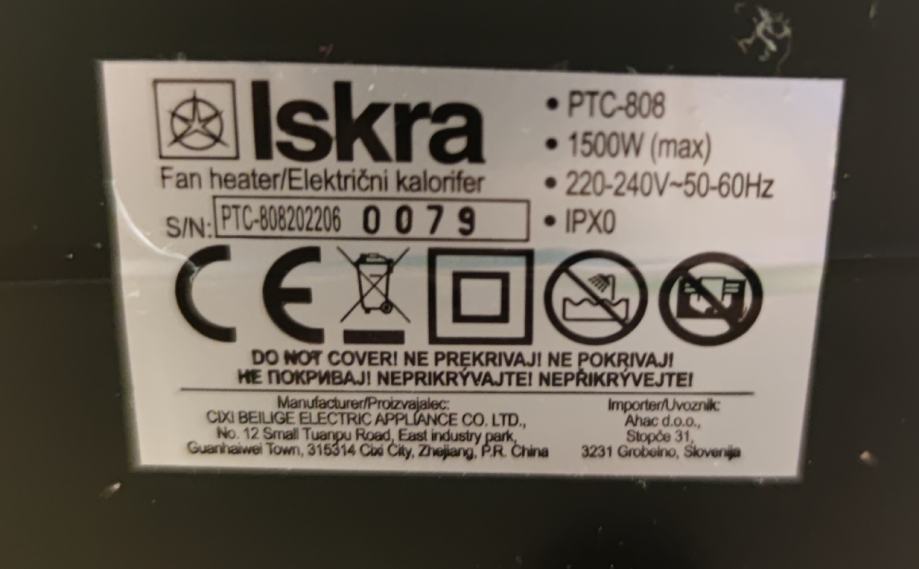 Iskra
Fan heater/Električni kalorifer
S/N: PTC-808202206 0079
• PTC-808
• 1500W (max)
• 220-240V~50-60Hz
• IPX0
CE
DO NOT COVER! NE PREKRIVAJ! NE POKRIVAJ!
НЕ ПОКРИВАЈ! NEPRIKRÝVAJTE! NEPŘIKRÝVEJTE!
Manufacturer/Proizvajalec:
CIXI BEILIGE ELECTRIC APPLIANCE CO. LTD.,
No. 12 Small Tuanpu Road, East industry park,
Guanhaiwei Town, 315314 Cixi City, Zhejiang, P.R. China
Importer/Uvoznik:
Ahac d.o.o.,
Stopče 31,
3231 Grobelno, Slovenija